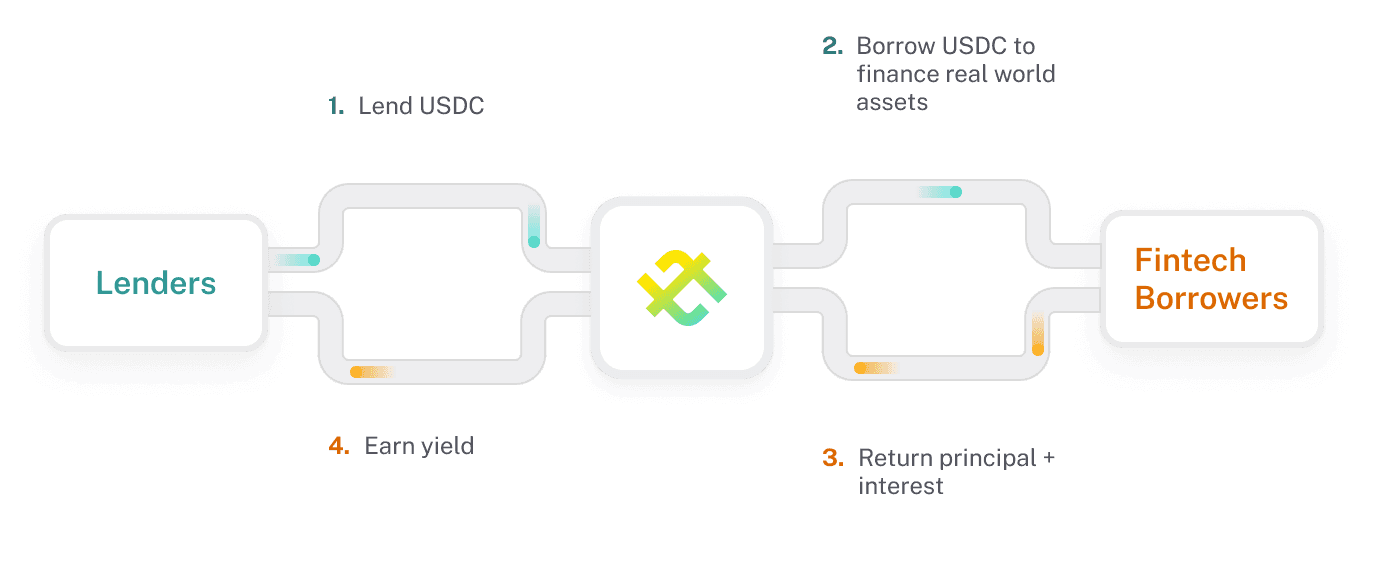 1. Lend USDC
2. Borrow USDC to
finance real world
assets
Lenders
Fintech
Borrowers
4. Earn yield
3. Return principal +
interest